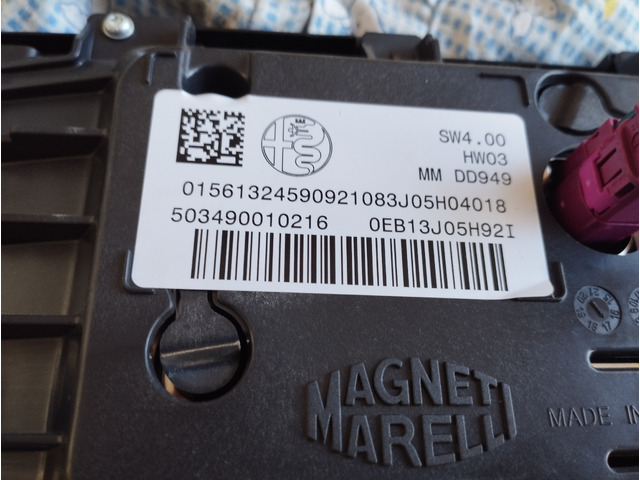 SW4.00
HW03
MM DD949
01561324590921083J05H04018
503490010216 0EB13J05H92I
MAGNETI
MARELLI
MADE IN